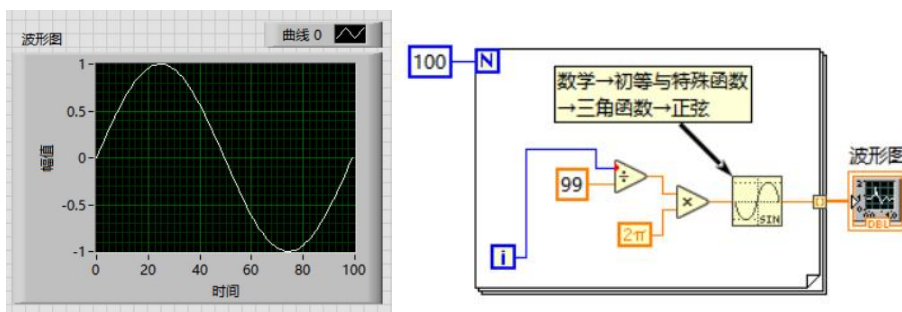 波形图
曲线 0
1
0.5
0
-0.5
-1
幅值
0
20
40
60
80
100
时间
100
N
数学→初等与特殊函数
→三角函数→正弦
99
÷
×
2π
i
SIN
波形图
DBL